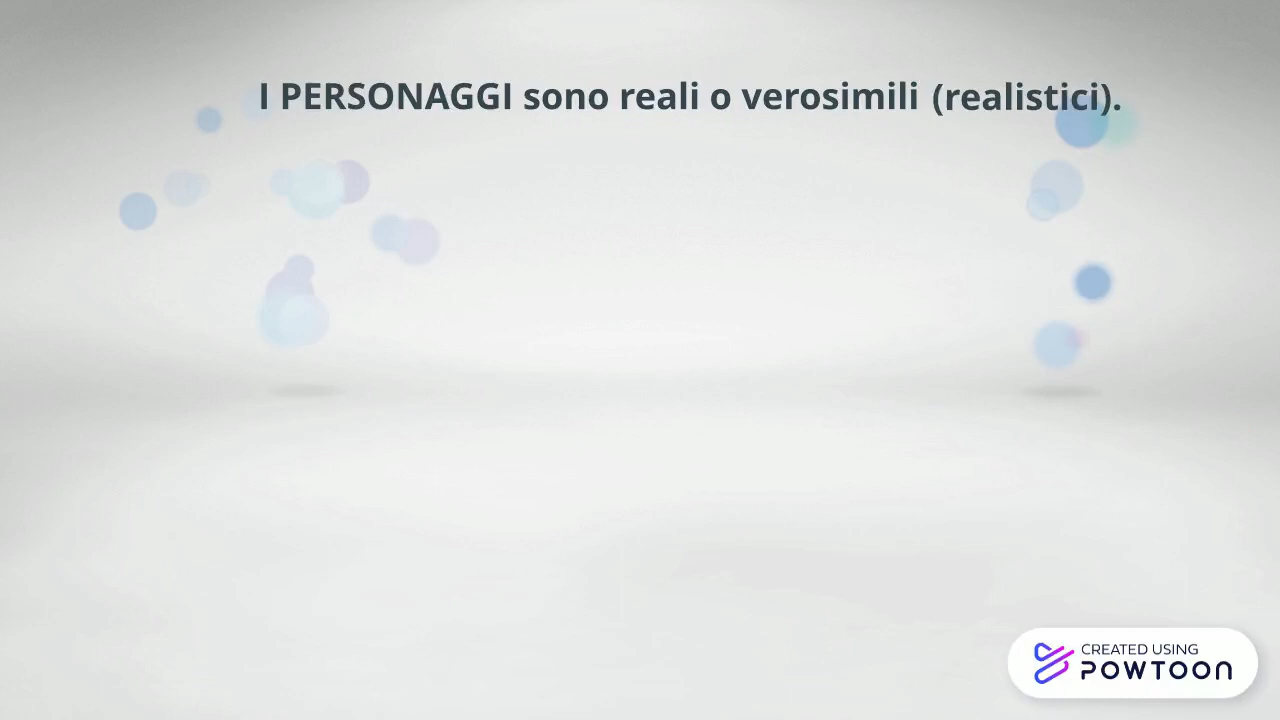 I PERSONAGGI sono reali o verosimili (realistici).
CREATED USING
POWTOON